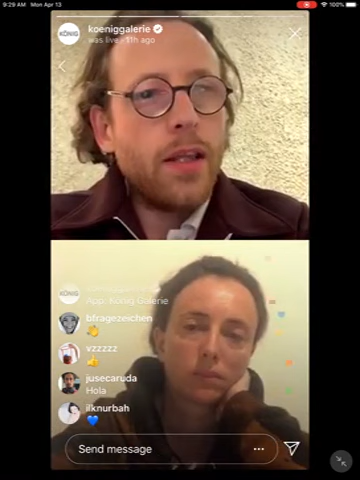 9:29 AM Mon Apr 13
100%
koeniggalerie
KÖNIG
was live · 11h ago
KÖNIG
App: König Galerie
bfragezeichen
vzzzzz
jusecaruda
Hola
ilknurbah
Send message